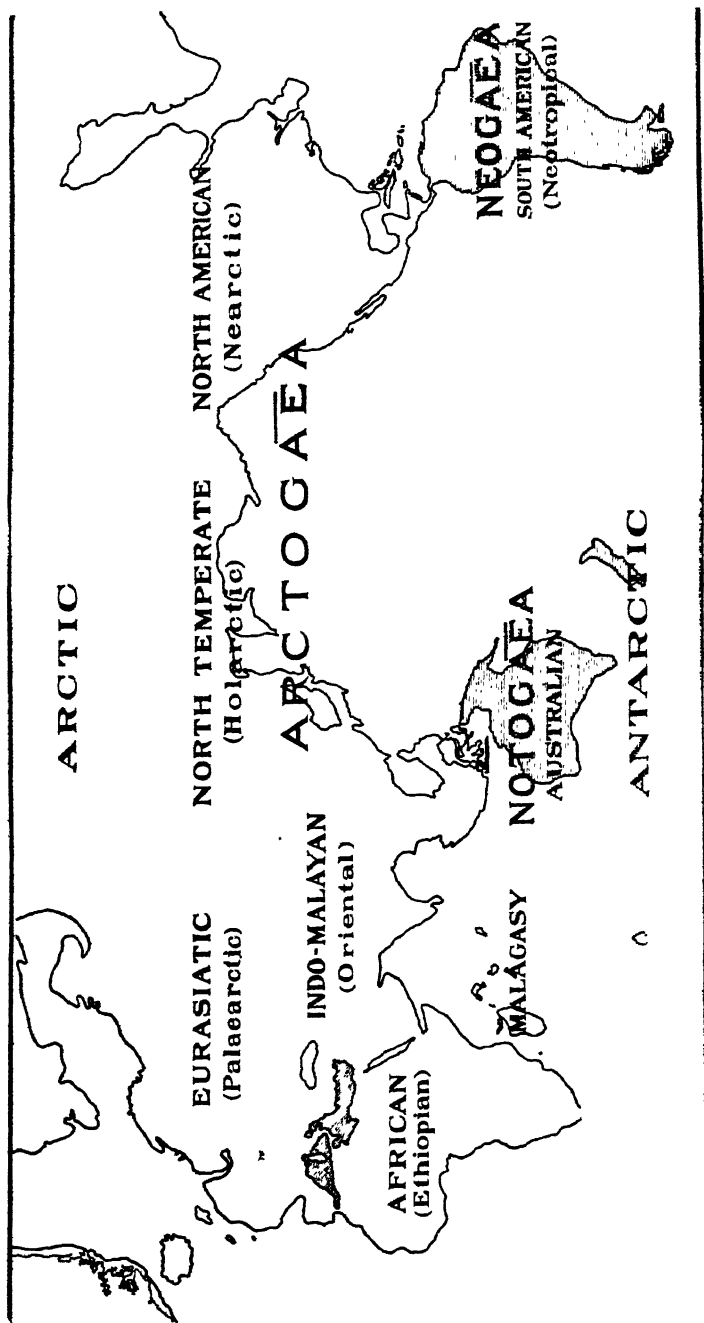 ARCTIC
EURASIATIC
(Palaearctic)
NORTH TEMPERATE
(Holarctic)
NORTH AMERICAN
(Nearctic)
ARCTOGAEA
INDO-MALAYAN
(Oriental)
AFRICAN
(Ethiopian)
MALAGASY
NOTOGAEA
AUSTRALIAN
NEOGAEA
SOUTH AMERICAN
(Neotropical)
ANTARCTIC